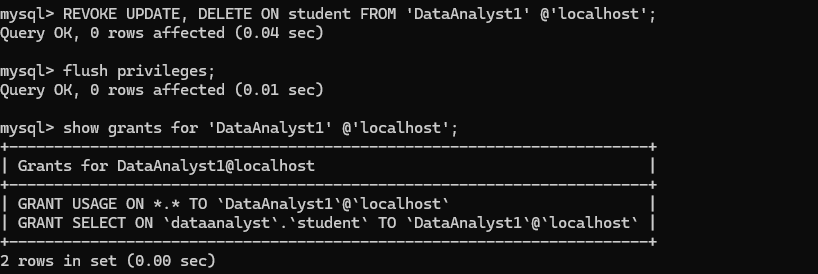 mysql> REVOKE UPDATE, DELETE ON student FROM 'DataAnalyst1' @'localhost';
Query OK, 0 rows affected (0.04 sec)
mysql> flush privileges;
Query OK, 0 rows affected (0.01 sec)
mysql> show grants for 'DataAnalyst1' @'localhost';
+---------------------------------------------------------------------+
| Grants for DataAnalyst1@localhost                                   |
+---------------------------------------------------------------------+
| GRANT USAGE ON *.* TO `DataAnalyst1`@`localhost`                    |
| GRANT SELECT ON `dataanalyst`.`student` TO `DataAnalyst1`@`localhost` |
+---------------------------------------------------------------------+
2 rows in set (0.00 sec)